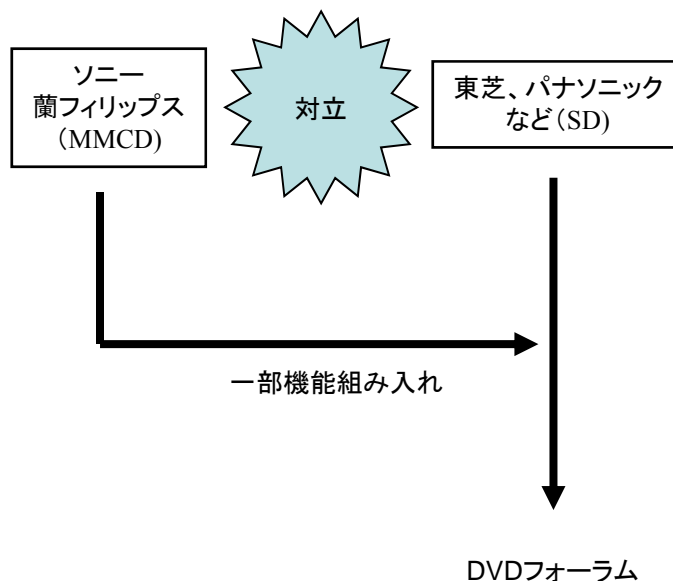 ソニー
蘭フィリップス
（MMCD)
対立
東芝、パナソニック
など（SD)
一部機能組み入れ
DVDフォーラム